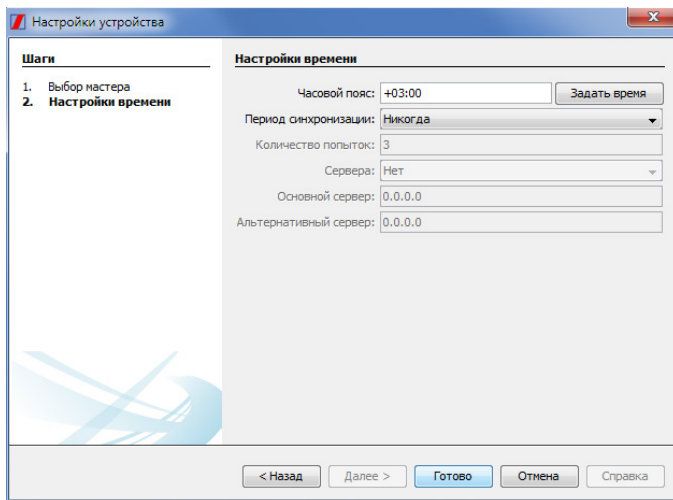 Настройки устройства
Шаги
1. Выбор мастера
2. Настройки времени
Настройки времени
Часовой пояс: +03:00 Задать время
Период синхронизации: Никогда
Количество попыток: 3
Сервера: Нет
Основной сервер: 0.0.0.0
Альтернативный сервер: 0.0.0.0
< Назад Далее > Готово Отмена Справка